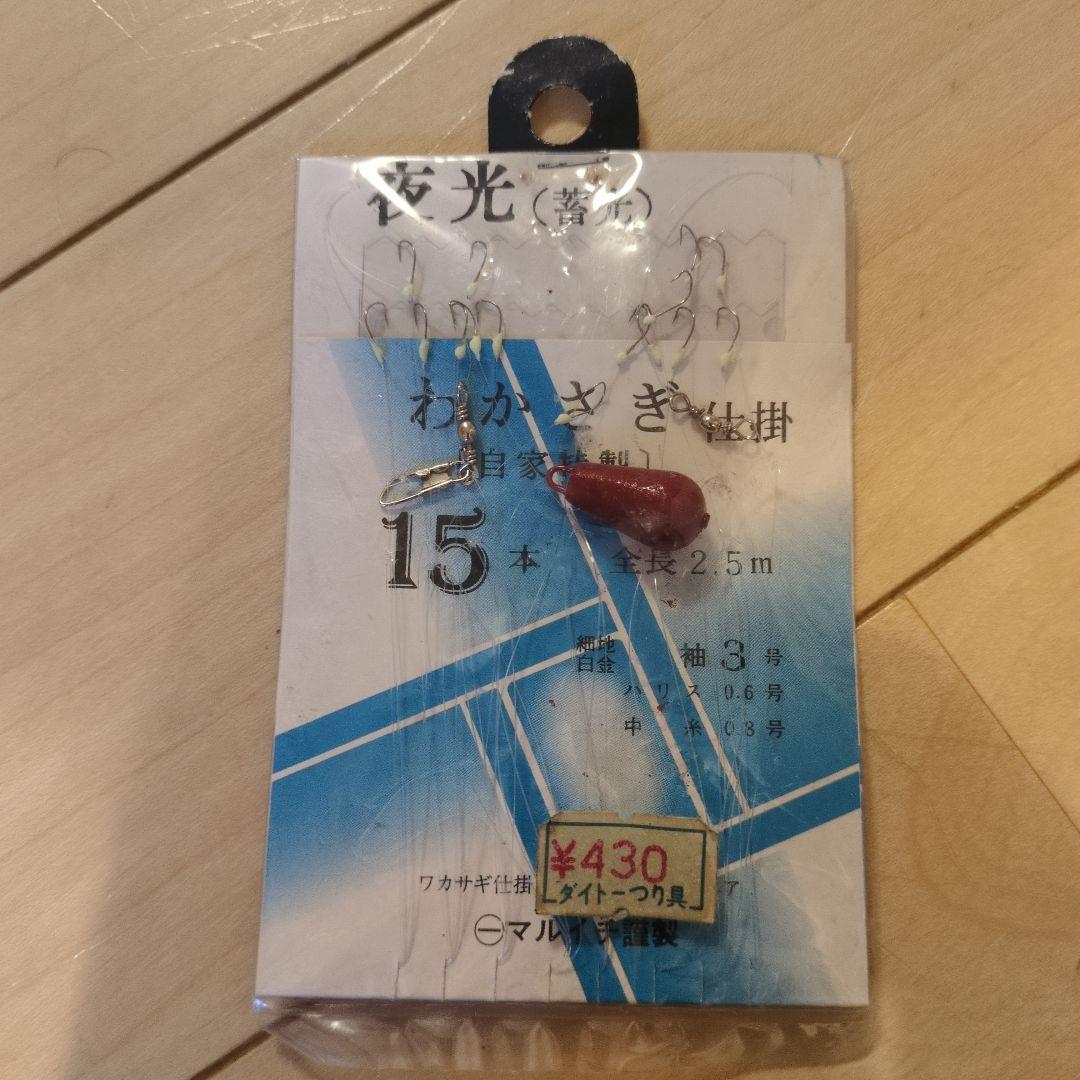 夜光(蓄光)
わかさぎ仕掛
自家特製
15本 全長2.5m
細地
白金
袖3号
ハリス 0.6号
中糸 0.8号
¥430
ダイトーつり具
ワカサギ仕掛
㊀マルイチ謹製